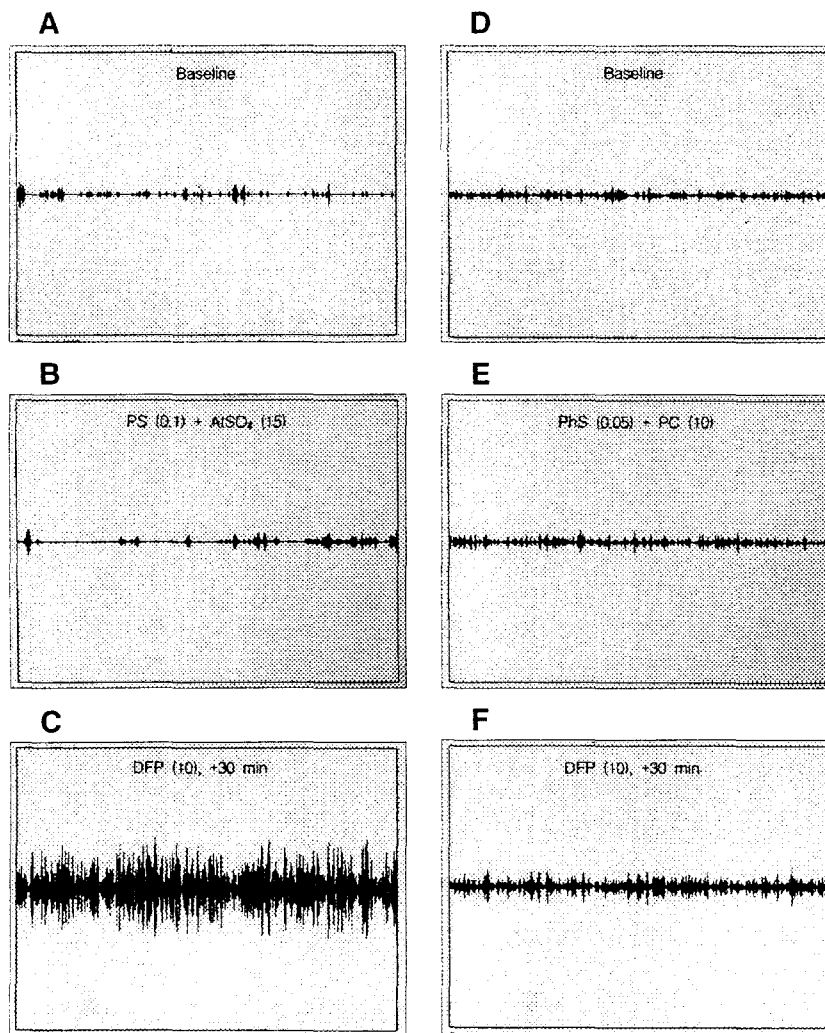 A
D
Baseline
Baseline
B
E
PS (0.1) + AtSO₄ (15)
PhS (0.05) + PC (10)
C
F
DFP (10), +30 min
DFP (10), +30 min